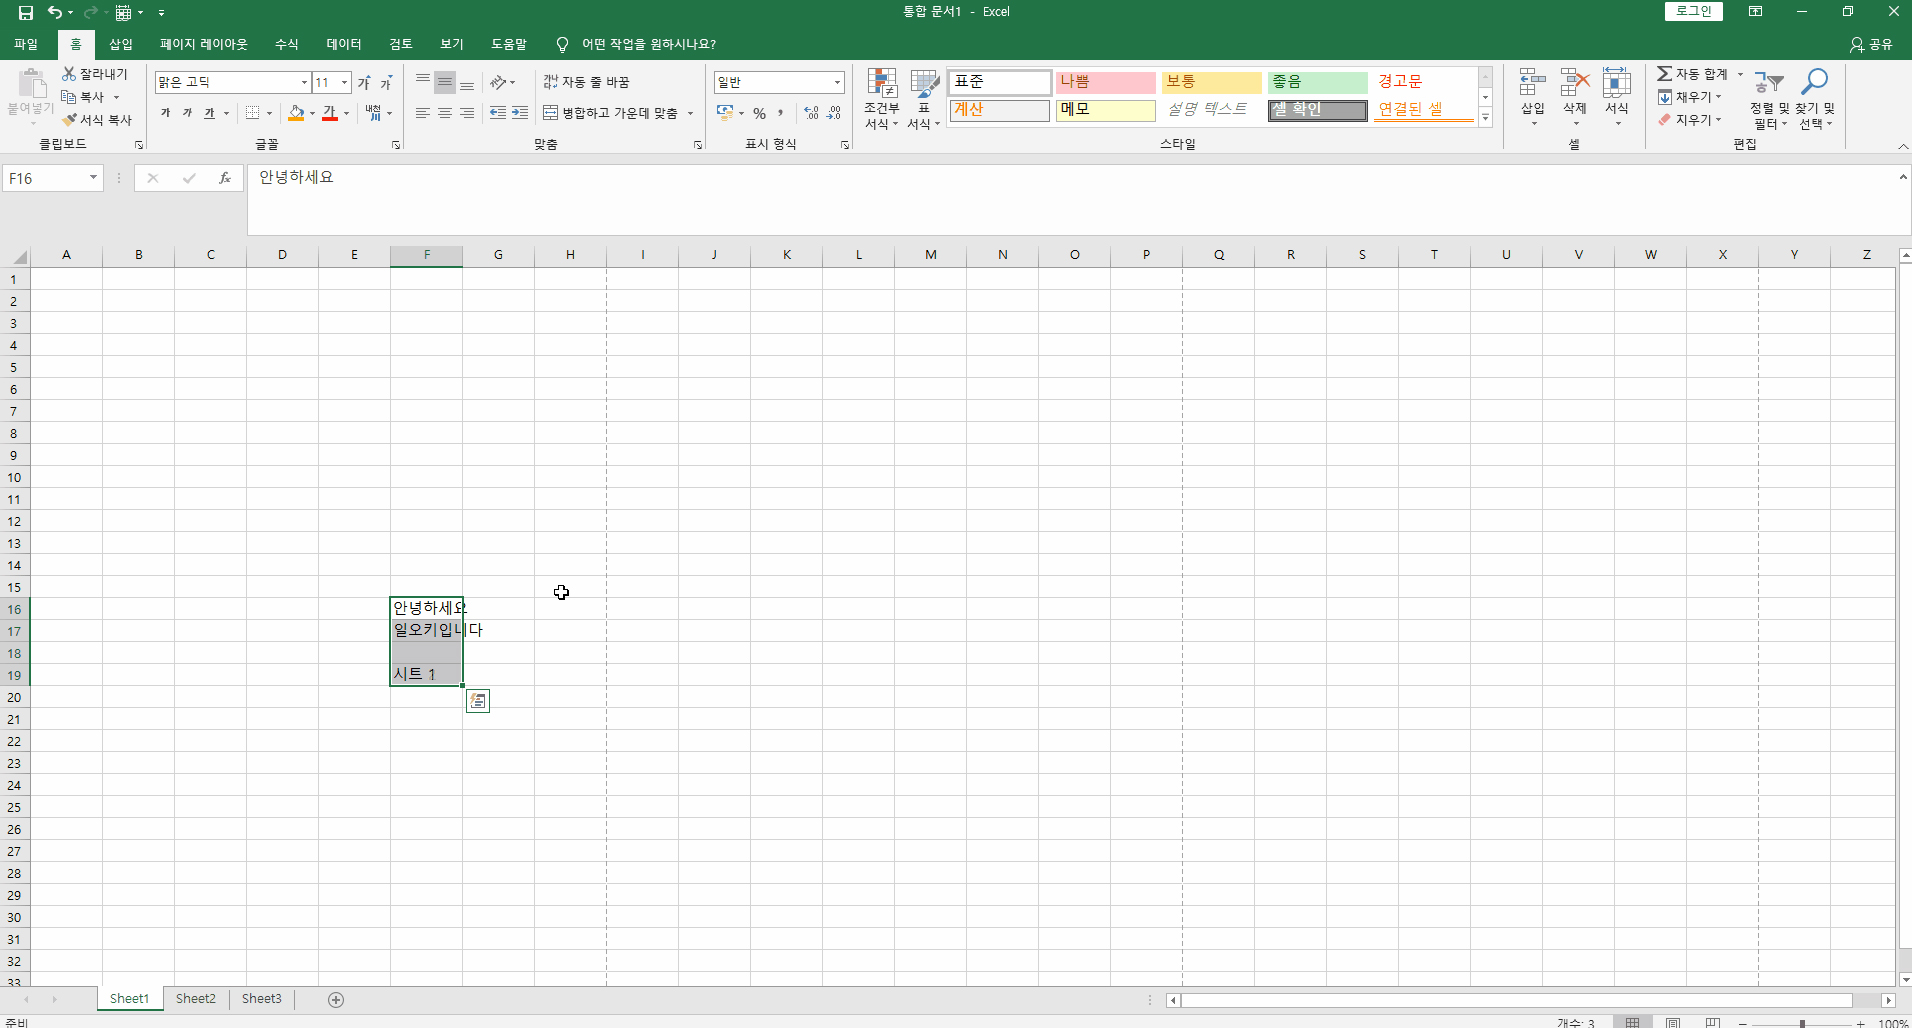 통합 문서1 - Excel
로그인
파일 홈 삽입 페이지 레이아웃 수식 데이터 검토 보기 도움말 어떤 작업을 원하시나요? 공유
붙여넣기
잘라내기
복사
서식 복사
클립보드
맑은 고딕 11 가 가
가 가 가 가 내천
글꼴
자동 줄 바꿈
병합하고 가운데 맞춤
맞춤
일반
% ,
표시 형식
조건부 서식
표 서식
표준 나쁨 보통 좋음 경고문
계산 메모 설명 텍스트 셀 확인 연결된 셀
스타일
삽입 삭제 서식
셀
자동 합계
채우기
지우기
정렬 및 필터
찾기 및 선택
편집
F16 fx 안녕하세요
A B C D E F G H I J K L M N O P Q R S T U V W X Y Z
1
2
3
4
5
6
7
8
9
10
11
12
13
14
15
16 안녕하세요
17 일오키입니다
18
19 시트 1
20
21
22
23
24
25
26
27
28
29
30
31
32
33
Sheet1 Sheet2 Sheet3
준비 개수: 3 100%